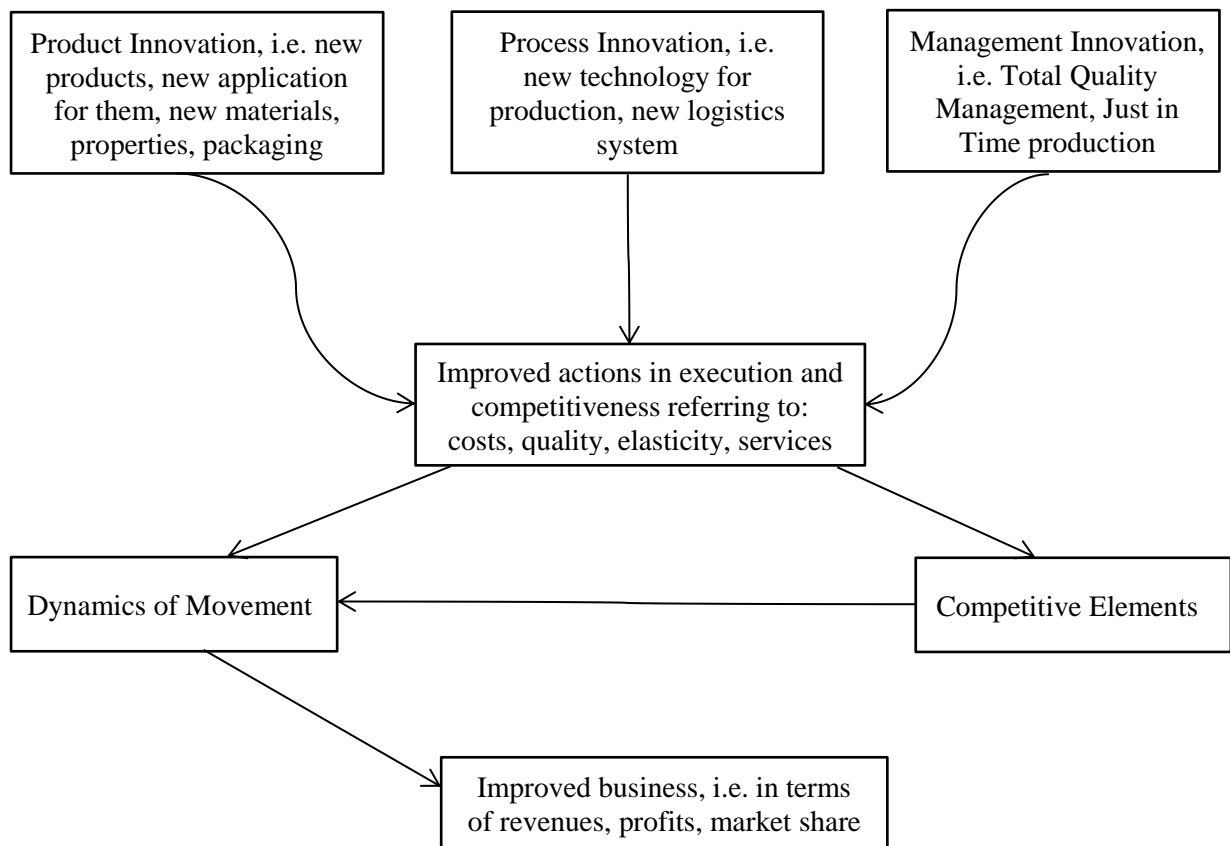 Product Innovation, i.e. new
products, new application
for them, new materials,
properties, packaging
Process Innovation, i.e.
new technology for
production, new logistics
system
Management Innovation,
i.e. Total Quality
Management, Just in
Time production
Improved actions in execution and
competitiveness referring to:
costs, quality, elasticity, services
Dynamics of Movement
Competitive Elements
Improved business, i.e. in terms
of revenues, profits, market share